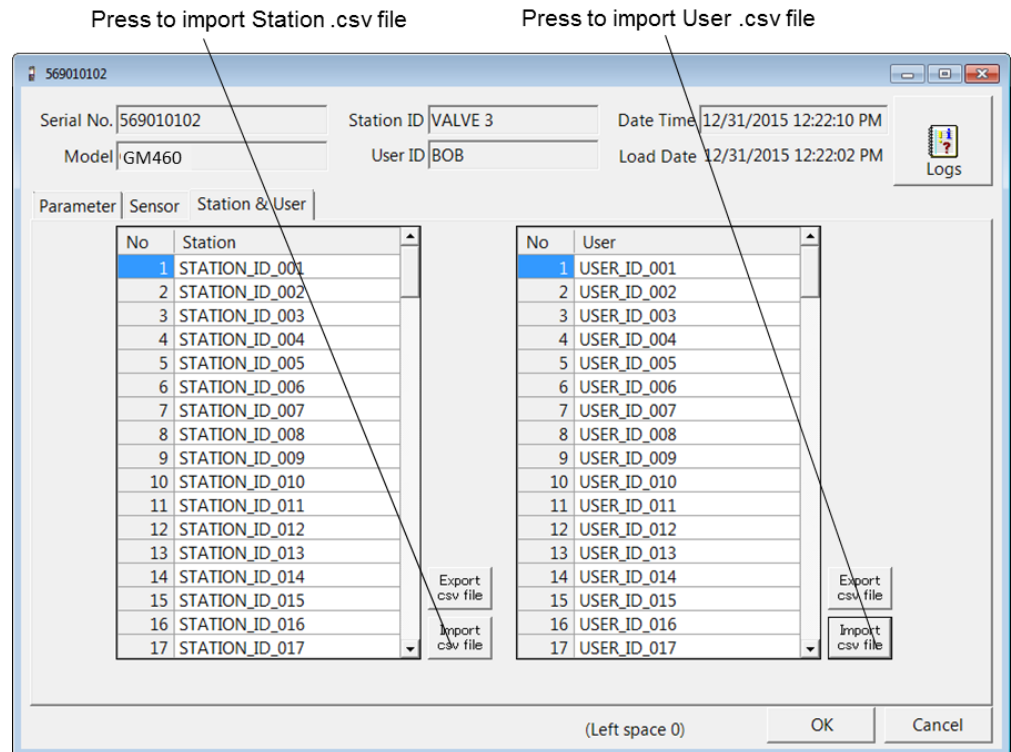 Press to import Station .csv file
Press to import User .csv file
569010102
Serial No. 569010102 Station ID VALVE 3 Date Time 12/31/2015 12:22:10 PM
Model GM460 User ID BOB Load Date 12/31/2015 12:22:02 PM
Logs
Parameter Sensor Station & User
No Station
1 STATION_ID_001
2 STATION_ID_002
3 STATION_ID_003
4 STATION_ID_004
5 STATION_ID_005
6 STATION_ID_006
7 STATION_ID_007
8 STATION_ID_008
9 STATION_ID_009
10 STATION_ID_010
11 STATION_ID_011
12 STATION_ID_012
13 STATION_ID_013
14 STATION_ID_014
15 STATION_ID_015
16 STATION_ID_016
17 STATION_ID_017
Export
csv file
Import
csv file
No User
1 USER_ID_001
2 USER_ID_002
3 USER_ID_003
4 USER_ID_004
5 USER_ID_005
6 USER_ID_006
7 USER_ID_007
8 USER_ID_008
9 USER_ID_009
10 USER_ID_010
11 USER_ID_011
12 USER_ID_012
13 USER_ID_013
14 USER_ID_014
15 USER_ID_015
16 USER_ID_016
17 USER_ID_017
Export
csv file
Import
csv file
(Left space 0) OK Cancel